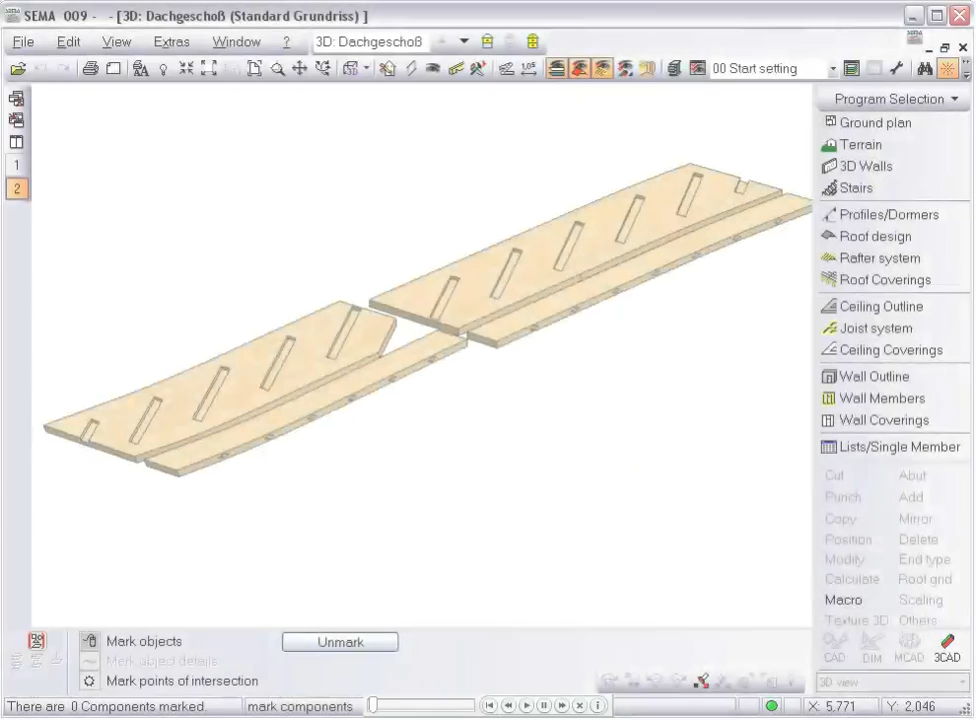 SEMA 009 - - [3D: Dachgeschoß (Standard Grundriss) ]
File Edit View Extras Window ? 3D: Dachgeschoß
00 Start setting
1
2
Program Selection
Ground plan
Terrain
3D Walls
Stairs
Profiles/Dormers
Roof design
Rafter system
Roof Coverings
Ceiling Outline
Joist system
Ceiling Coverings
Wall Outline
Wall Members
Wall Coverings
Lists/Single Member
Cut Abut
Punch Add
Copy Mirror
Position Delete
Modify End type
Calculate Roof grid
Macro Scaling
Texture 3D Others
CAD DIM MCAD 3CAD
3D view
Mark objects Unmark
Mark object details
Mark points of intersection
There are 0 Components marked. mark components X: 5,771 Y: 2,046